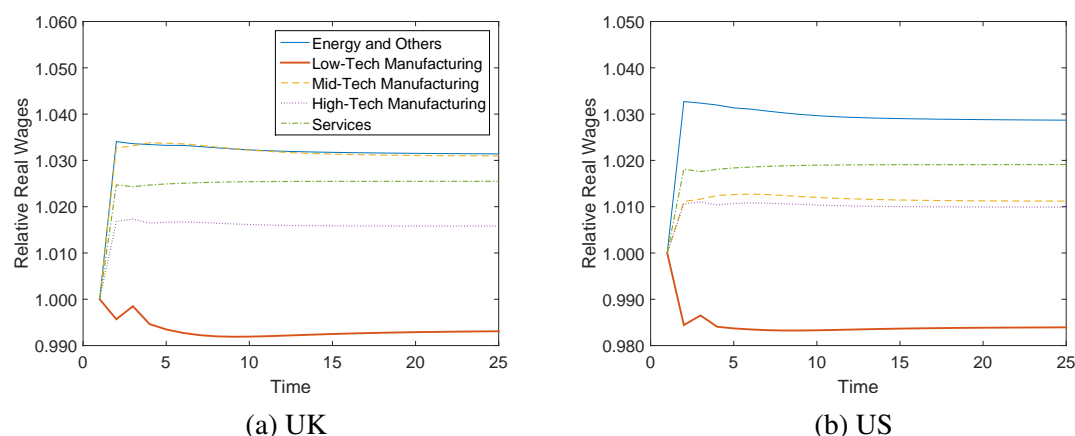 1.060
1.050
1.040
1.030
1.020
1.010
1.000
0.990
Relative Real Wages
0
5
10
15
20
25
Time
Energy and Others
Low-Tech Manufacturing
Mid-Tech Manufacturing
High-Tech Manufacturing
Services
(a) UK
1.050
1.040
1.030
1.020
1.010
1.000
0.990
0.980
Relative Real Wages
0
5
10
15
20
25
Time
(b) US